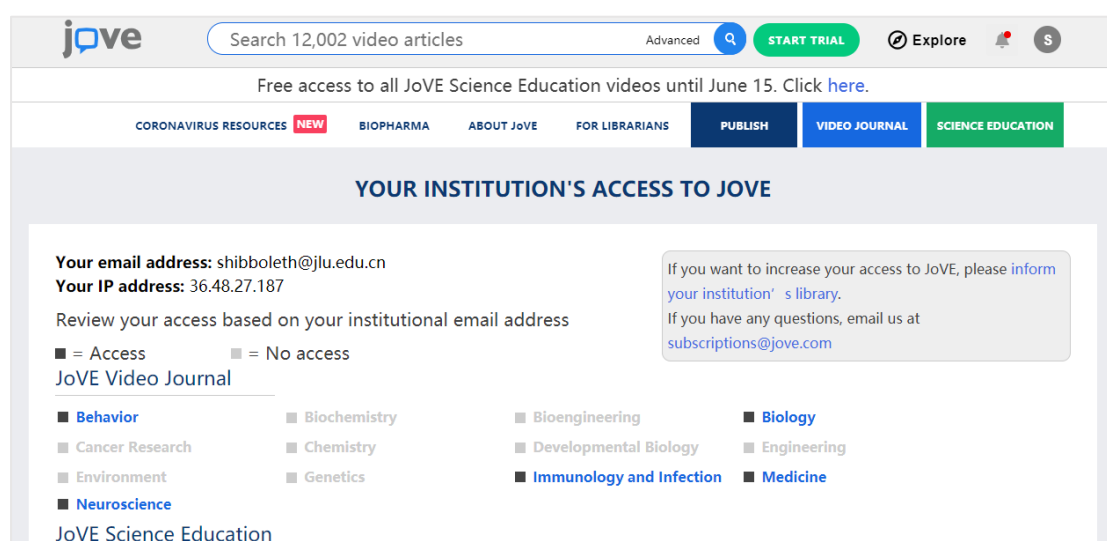 jove
Search 12,002 video articles Advanced START TRIAL Explore S
Free access to all JoVE Science Education videos until June 15. Click here.
CORONAVIRUS RESOURCES NEW BIOPHARMA ABOUT JoVE FOR LIBRARIANS PUBLISH VIDEO JOURNAL SCIENCE EDUCATION
YOUR INSTITUTION'S ACCESS TO JOVE
Your email address: shibboleth@jlu.edu.cn
Your IP address: 36.48.27.187
Review your access based on your institutional email address
■ = Access ■ = No access
If you want to increase your access to JoVE, please inform
your institution’s library.
If you have any questions, email us at
subscriptions@jove.com
JoVE Video Journal
Behavior Biochemistry Bioengineering Biology
Cancer Research Chemistry Developmental Biology Engineering
Environment Genetics Immunology and Infection Medicine
Neuroscience
JoVE Science Education